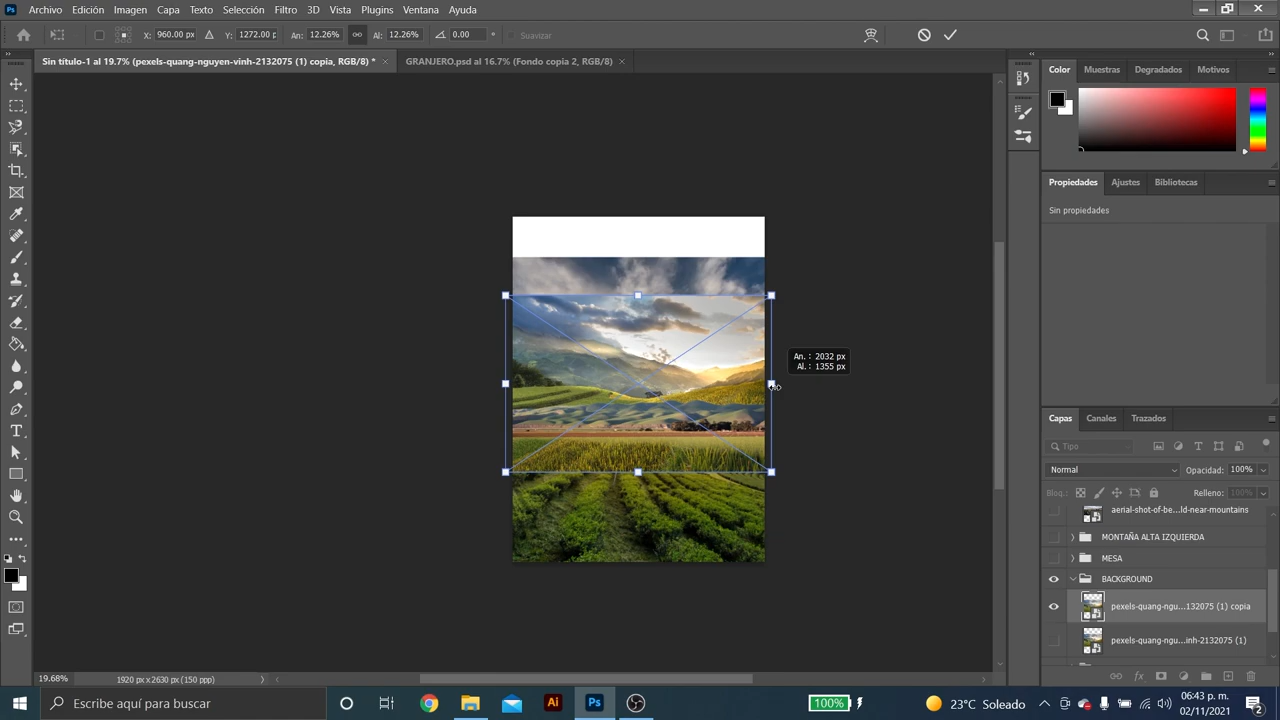 Archivo Edición Imagen Capa Texto Selección Filtro 3D Vista Plugins Ventana Ayuda
X: 960.00 px Y: 1272.00 p An: 12.26% Al: 12.26% 0.00 ° Suavizar
Sin título-1 al 19.7% (pexels-quang-nguyen-vinh-2132075 (1) copia, RGB/8) *
GRANJERO.psd al 16.7% (Fondo copia 2, RGB/8)
Color Muestras Degradados Motivos
Propiedades Ajustes Bibliotecas
Sin propiedades
An. : 2032 px
Al. : 1355 px
Capas Canales Trazados
Tipo
Normal Opacidad: 100%
Bloq.: Relleno: 100%
aerial-shot-of-be...ld-near-mountains
MONTAÑA ALTA IZQUIERDA
MESA
BACKGROUND
pexels-quang-ngu...132075 (1) copia
pexels-quang-ngu...inh-2132075 (1)
19.68% 1920 px x 2630 px (150 ppp)
Escribe aquí para buscar
Ai
Ps
100%
23°C Soleado
06:43 p. m.
02/11/2021
2